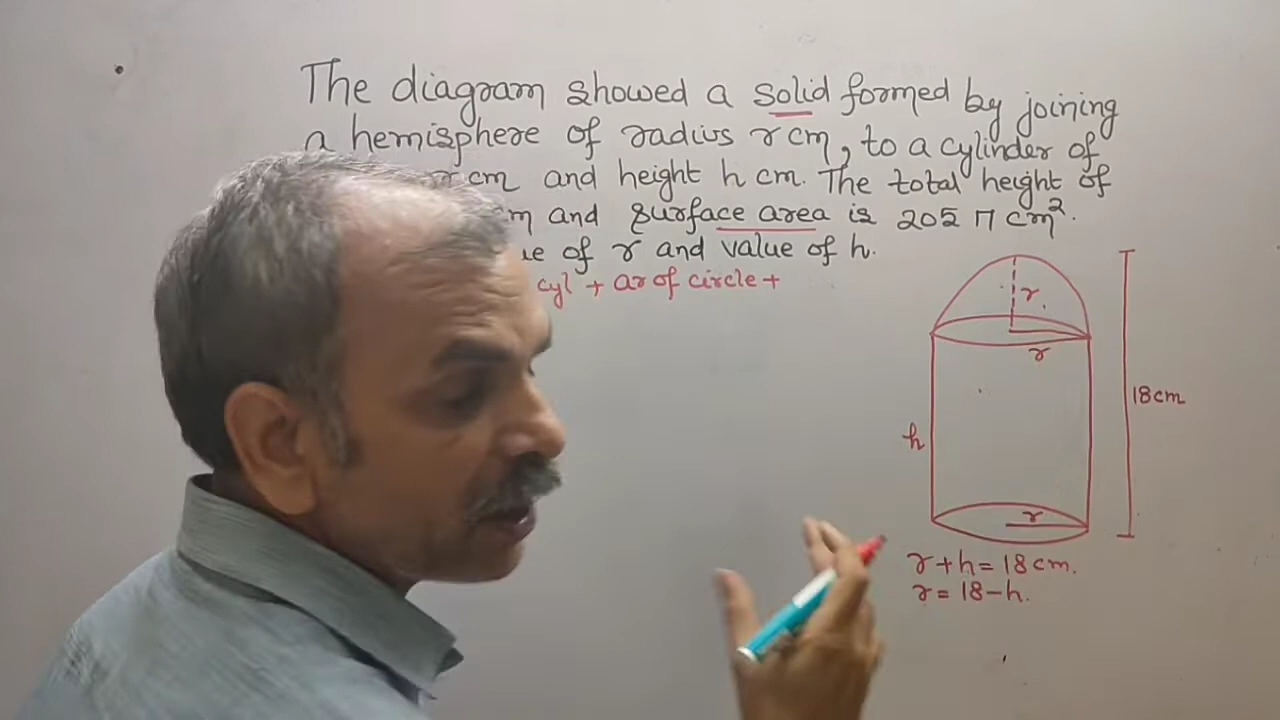 The diagram showed a solid formed by joining
a hemisphere of radius r cm, to a cylinder of
r cm and height h cm. The total height of
cm and surface area is 205 π cm².
of r and value of h.
cyl + ar of circle +
r.
r
18cm
h
r
r + h = 18 cm.
r = 18 - h.